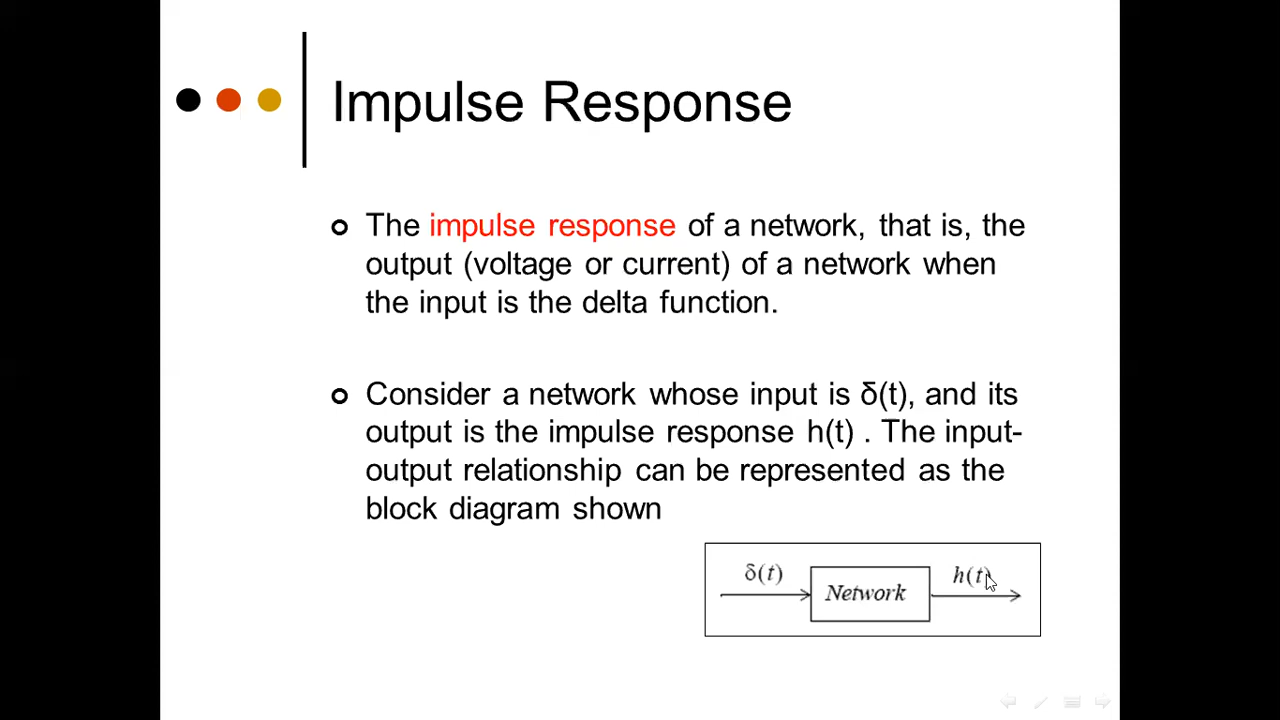 Impulse Response
The impulse response of a network, that is, the
output (voltage or current) of a network when
the input is the delta function.
Consider a network whose input is δ(t), and its
output is the impulse response h(t) . The input-
output relationship can be represented as the
block diagram shown
δ(t)
Network
h(t)